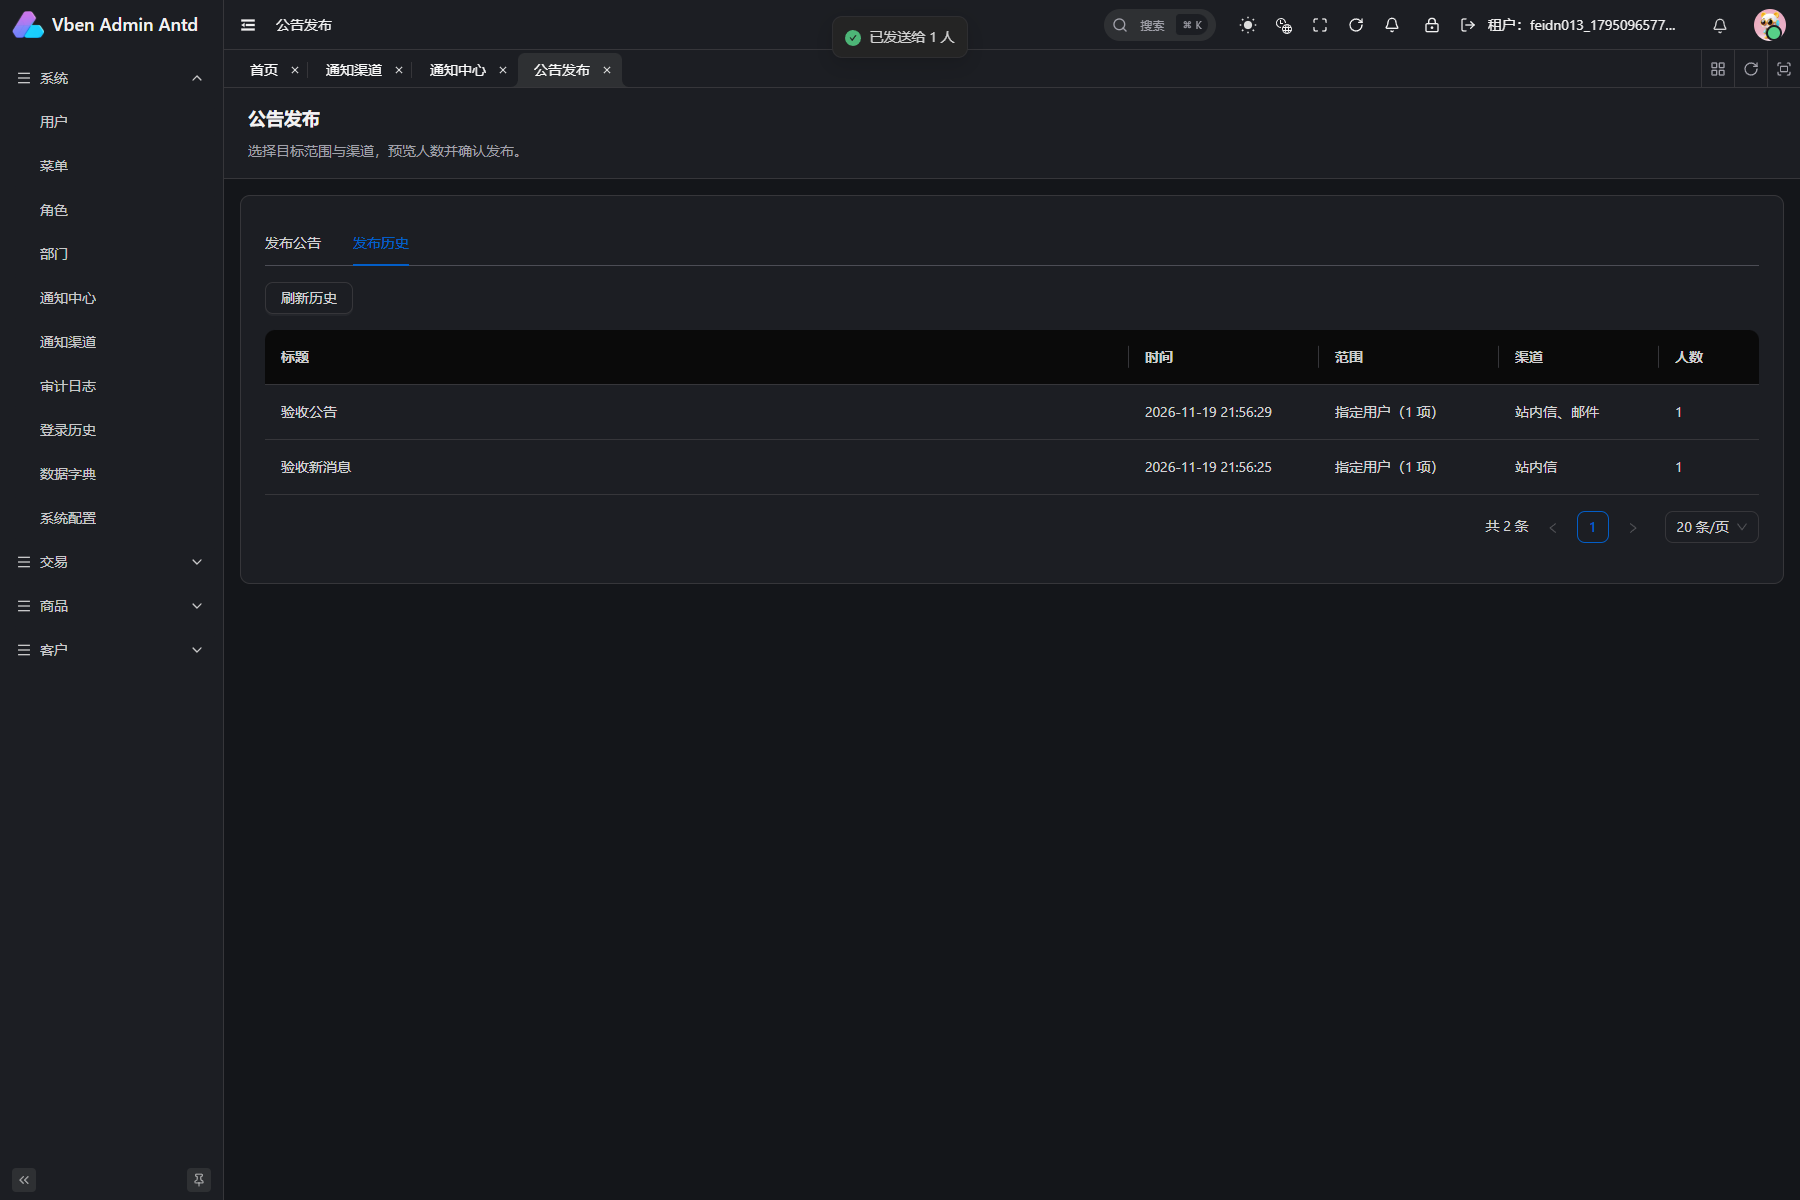 Vben Admin Antd
公告发布
已发送给 1 人
搜索 ⌘ K
租户：feidn013_1795096577...
首页
通知渠道
通知中心
公告发布
系统
用户
菜单
角色
部门
通知中心
通知渠道
审计日志
登录历史
数据字典
系统配置
交易
商品
客户
公告发布
选择目标范围与渠道，预览人数并确认发布。
发布公告 发布历史
刷新历史
标题 时间 范围 渠道 人数
验收公告 2026-11-19 21:56:29 指定用户（1 项） 站内信、邮件 1
验收新消息 2026-11-19 21:56:25 指定用户（1 项） 站内信 1
共 2 条 1 20 条/页